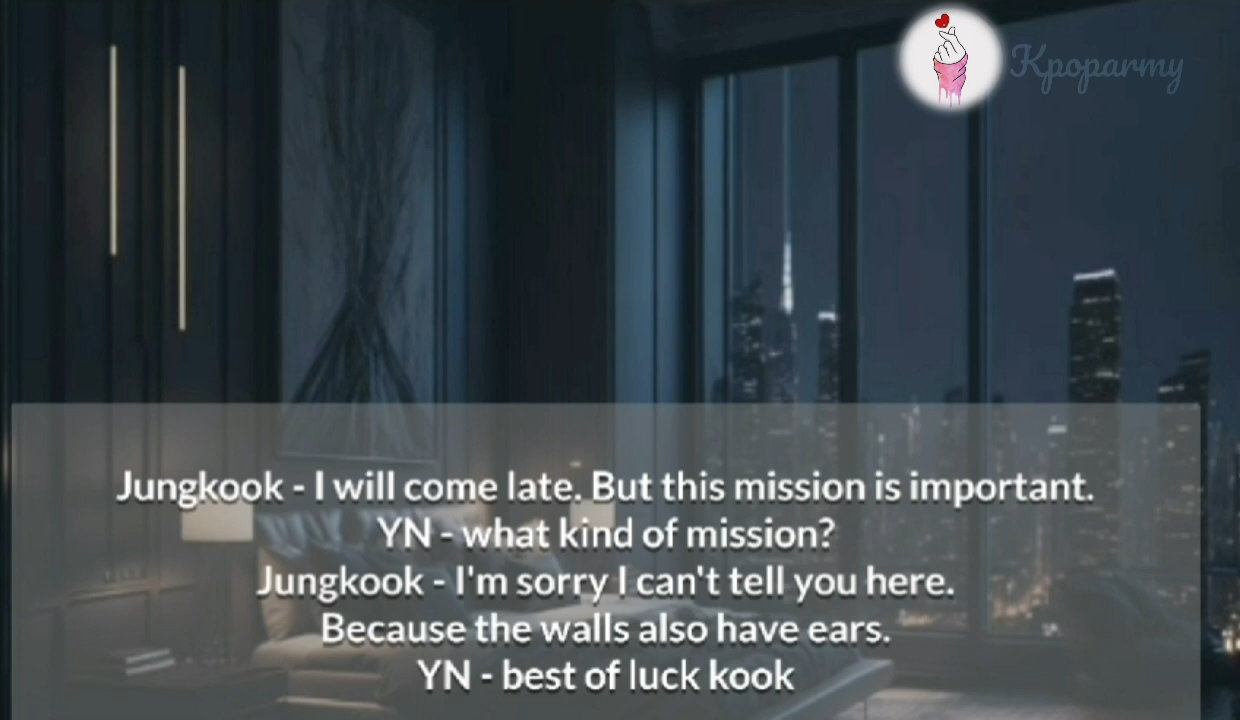 Kpoparmy
Jungkook - I will come late. But this mission is important.
YN - what kind of mission?
Jungkook - I'm sorry I can't tell you here.
Because the walls also have ears.
YN - best of luck kook